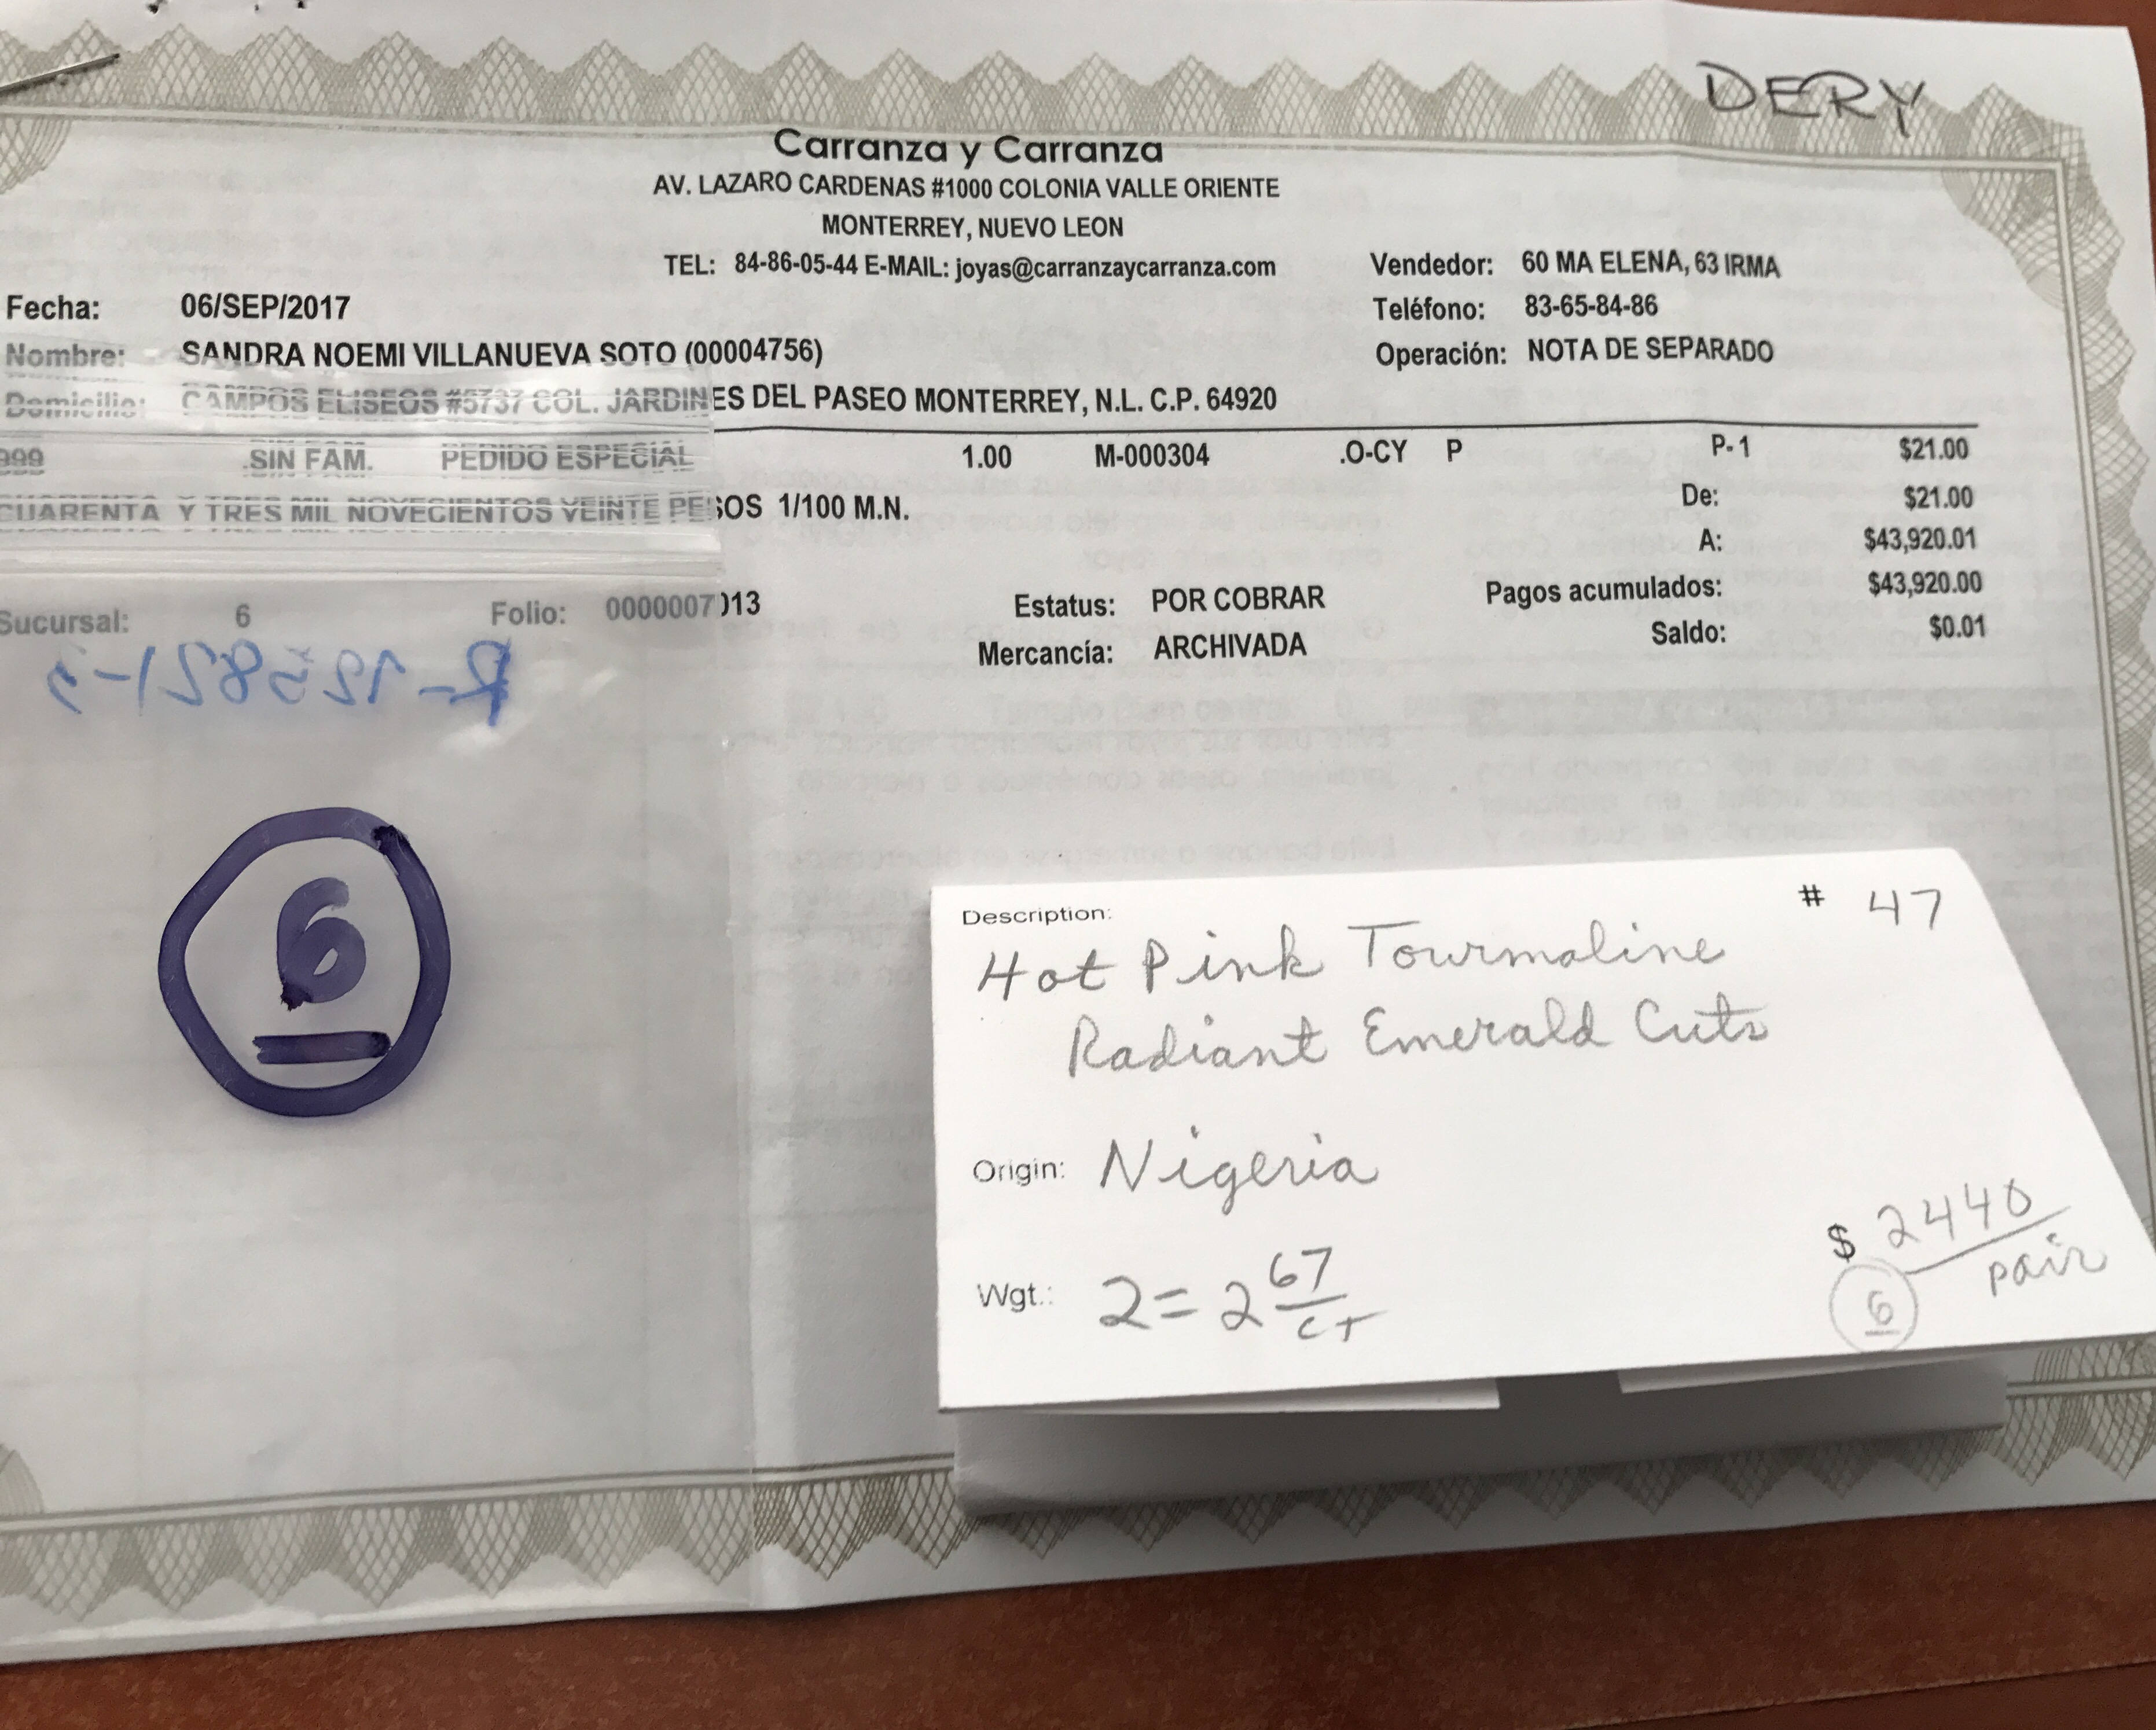 DERY
Carranza y Carranza
AV. LAZARO CARDENAS #1000 COLONIA VALLE ORIENTE
MONTERREY, NUEVO LEON
TEL: 84-86-05-44 E-MAIL: joyas@carranzaycarranza.com
Vendedor: 60 MA ELENA, 63 IRMA
Teléfono: 83-65-84-86
Operación: NOTA DE SEPARADO
Fecha: 06/SEP/2017
Nombre: SANDRA NOEMI VILLANUEVA SOTO (00004756)
Domicilio: CAMPOS ELISEOS #5737 COL. JARDINES DEL PASEO MONTERREY, N.L. C.P. 64920
999 .SIN FAM. PEDIDO ESPECIAL 1.00 M-000304 .O-CY P P-1 $21.00
De: $21.00
CUARENTA Y TRES MIL NOVECIENTOS VEINTE PESOS 1/100 M.N.
A: $43,920.01
Pagos acumulados: $43,920.00
Saldo: $0.01
Sucursal: 6 Folio: 0000007013
Estatus: POR COBRAR
Mercancía: ARCHIVADA
6
Description: # 47
Hot Pink Tourmaline
Radiant Emerald Cuts
Origin: Nigeria
Wgt.: 2 = 2 67/CT
$ 2440/pair
6